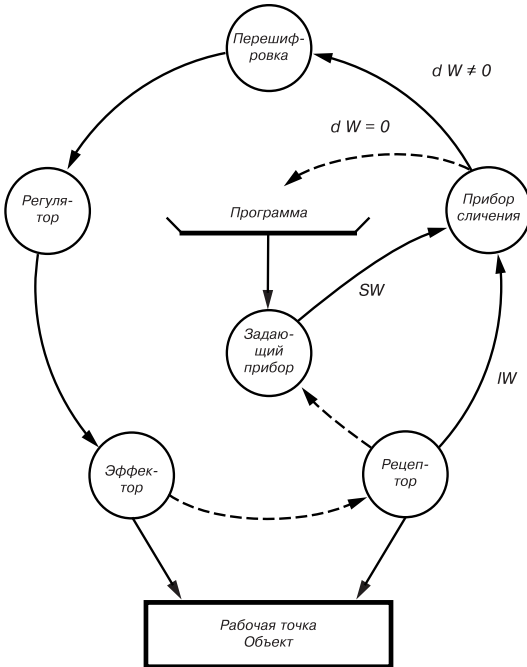 Перешиф-
ровка
d W ≠ 0
d W = 0
Регуля-
тор
Программа
Прибор
сличения
SW
Задаю-
щий
прибор
IW
Эффек-
тор
Рецеп-
тор
Рабочая точка
Объект